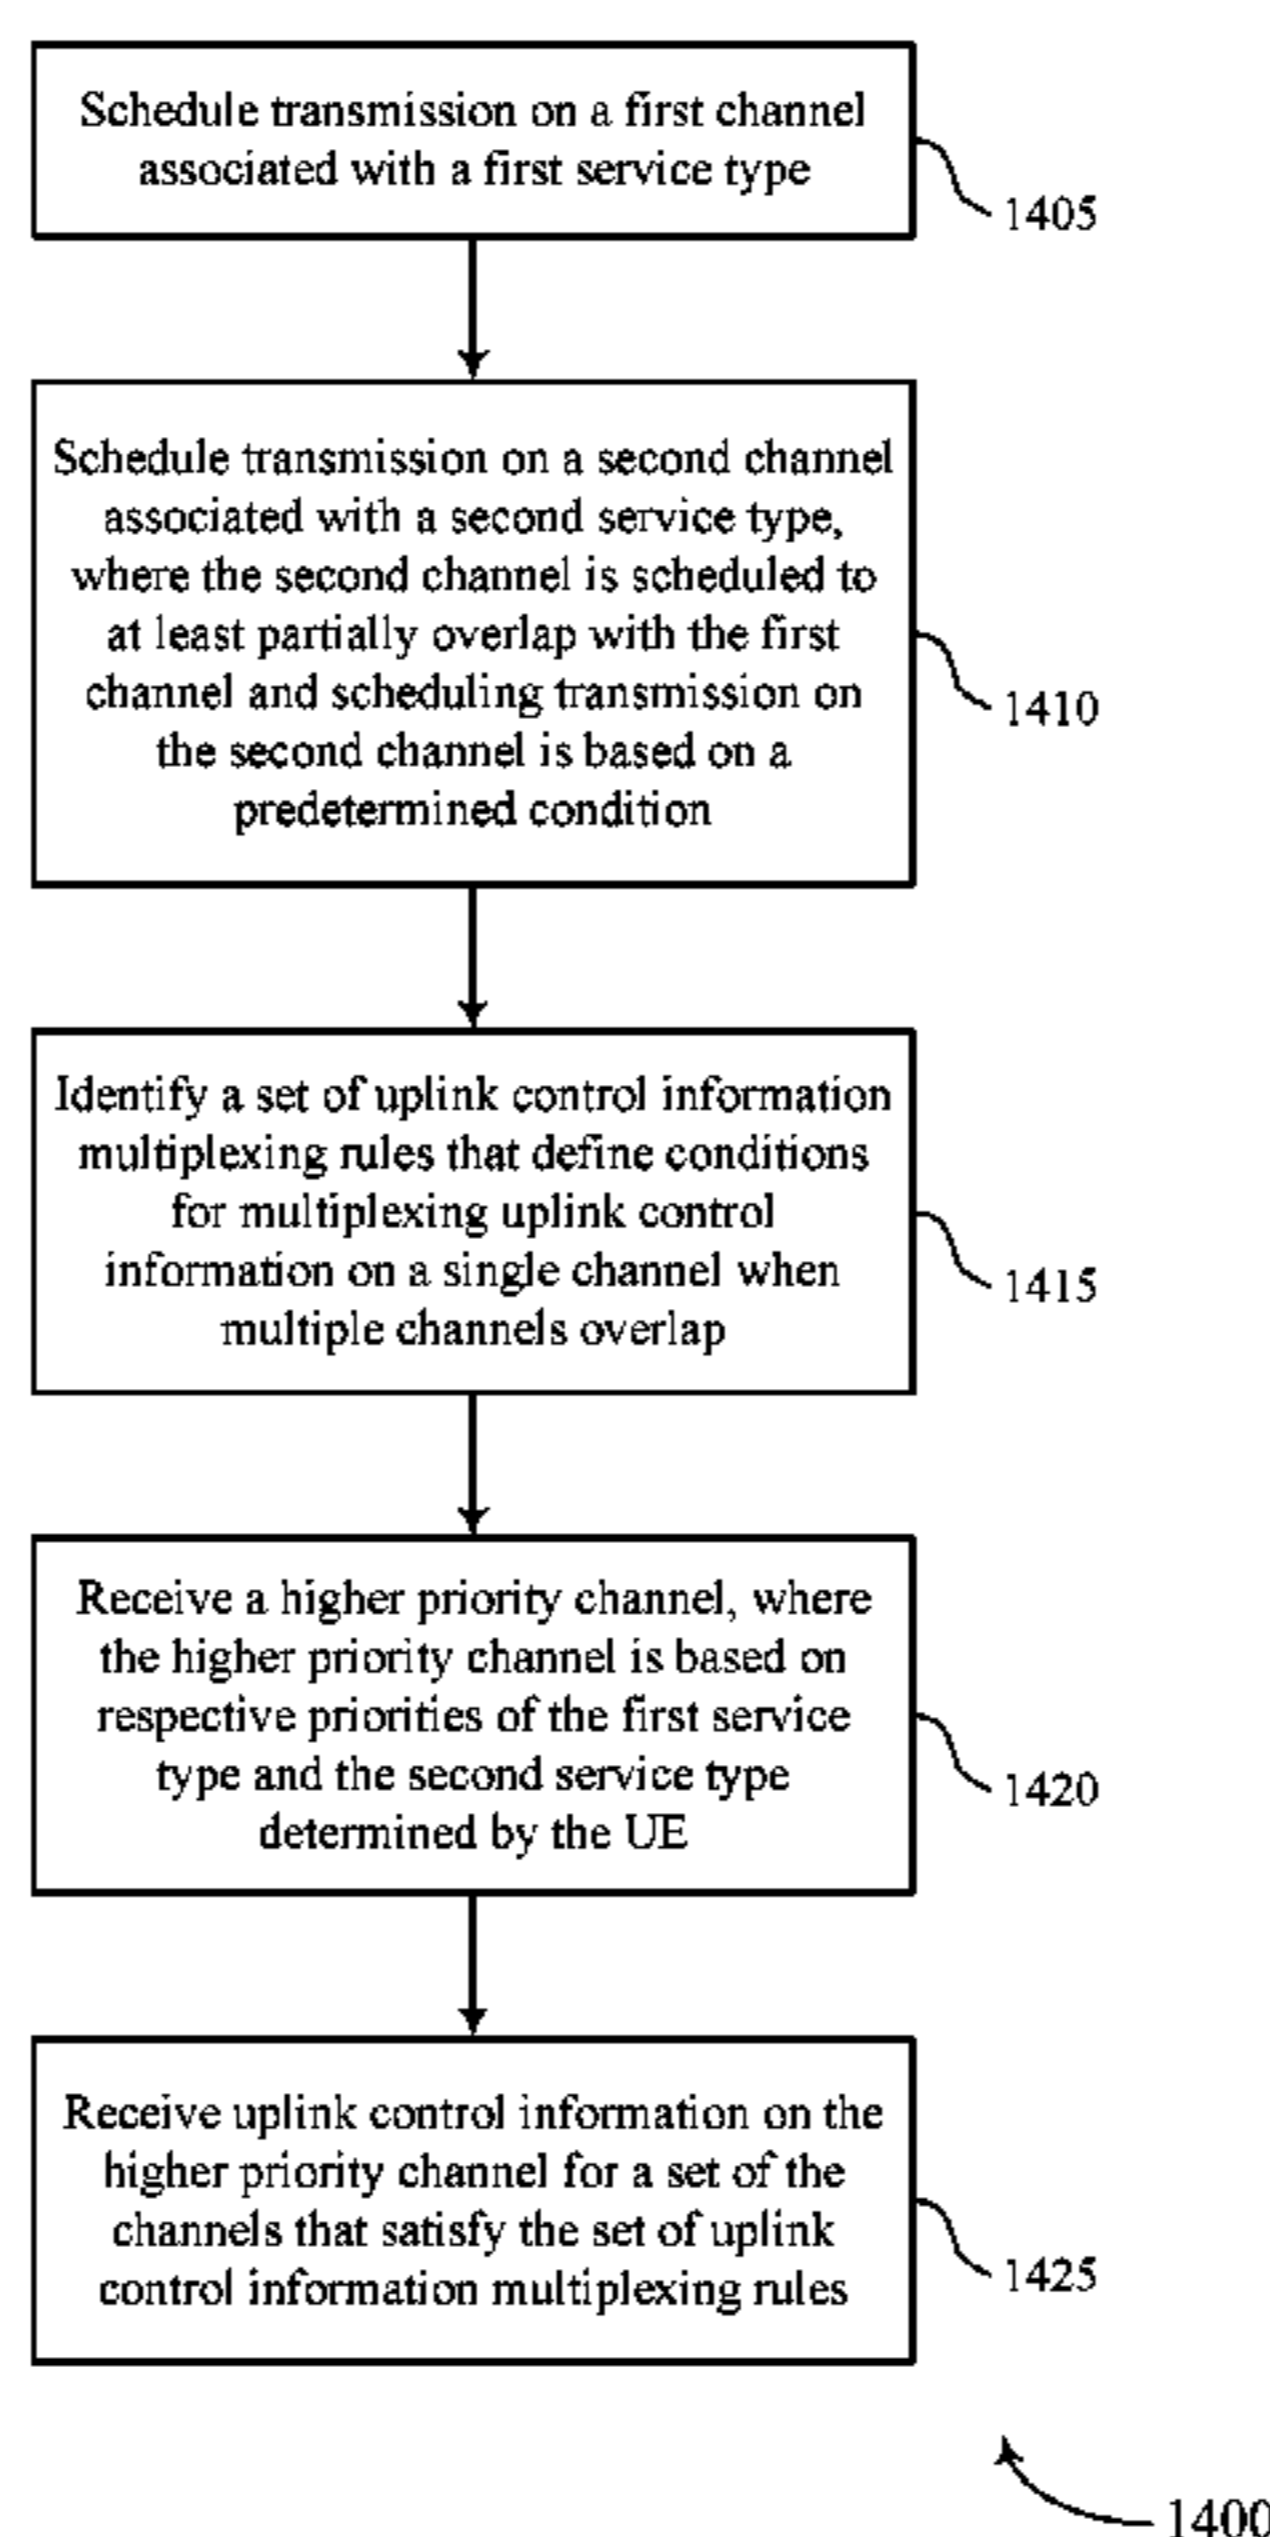 Schedule transmission on a first channel
associated with a first service type
1405
Schedule transmission on a second channel
associated with a second service type,
where the second channel is scheduled to
at least partially overlap with the first
channel and scheduling transmission on
the second channel is based on a
predetermined condition
1410
Identify a set of uplink control information
multiplexing rules that define conditions
for multiplexing uplink control
information on a single channel when
multiple channels overlap
1415
Receive a higher priority channel, where
the higher priority channel is based on
respective priorities of the first service
type and the second service type
determined by the UE
1420
Receive uplink control information on the
higher priority channel for a set of the
channels that satisfy the set of uplink
control information multiplexing rules
1425
1400